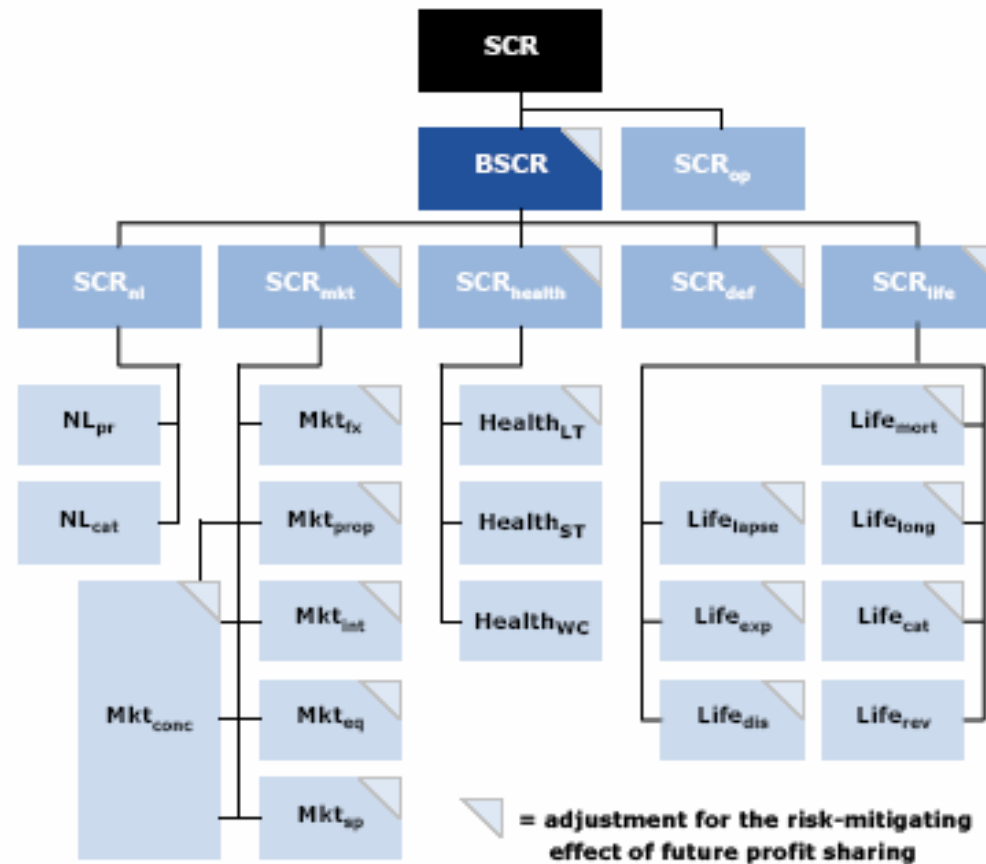 SCR
BSCR
SCRop
SCRnl
SCRmkt
SCRhealth
SCRdef
SCRlife
NLpr
Mktfx
HealthLT
Lifemort
NLcat
Mktprop
HealthST
Lifelapse
Lifelong
Mktint
HealthWC
Lifeexp
Lifecat
Mktconc
Mkteq
Lifedis
Liferev
Mktsp
= adjustment for the risk-mitigating
effect of future profit sharing